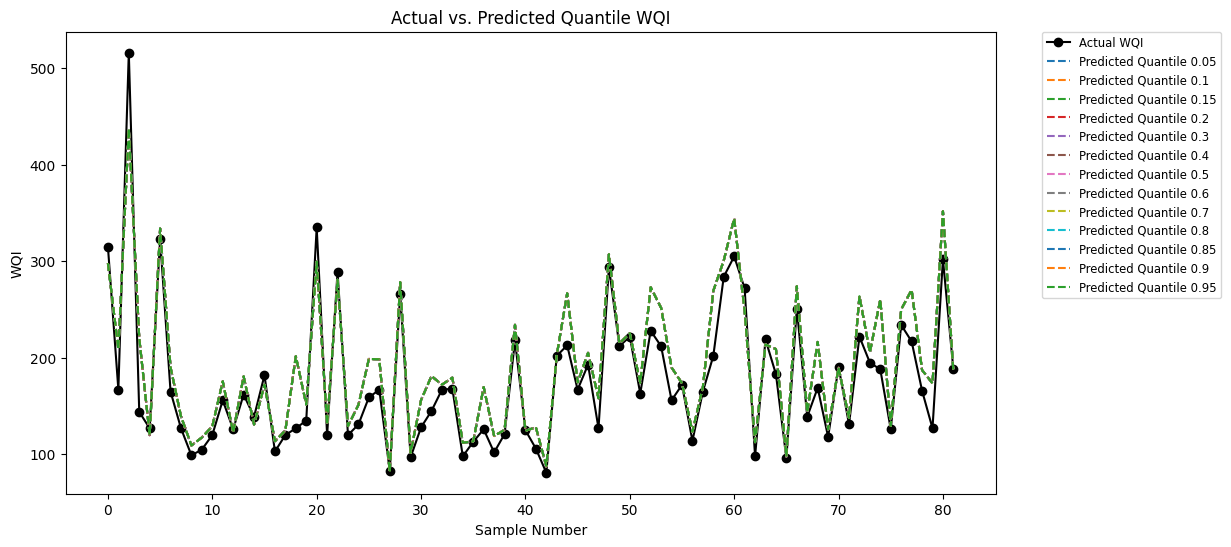 Actual vs. Predicted Quantile WQI
Actual WQI
Predicted Quantile 0.05
Predicted Quantile 0.1
Predicted Quantile 0.15
Predicted Quantile 0.2
Predicted Quantile 0.3
Predicted Quantile 0.4
Predicted Quantile 0.5
Predicted Quantile 0.6
Predicted Quantile 0.7
Predicted Quantile 0.8
Predicted Quantile 0.85
Predicted Quantile 0.9
Predicted Quantile 0.95
WQI
500
400
300
200
100
0 10 20 30 40 50 60 70 80
Sample Number